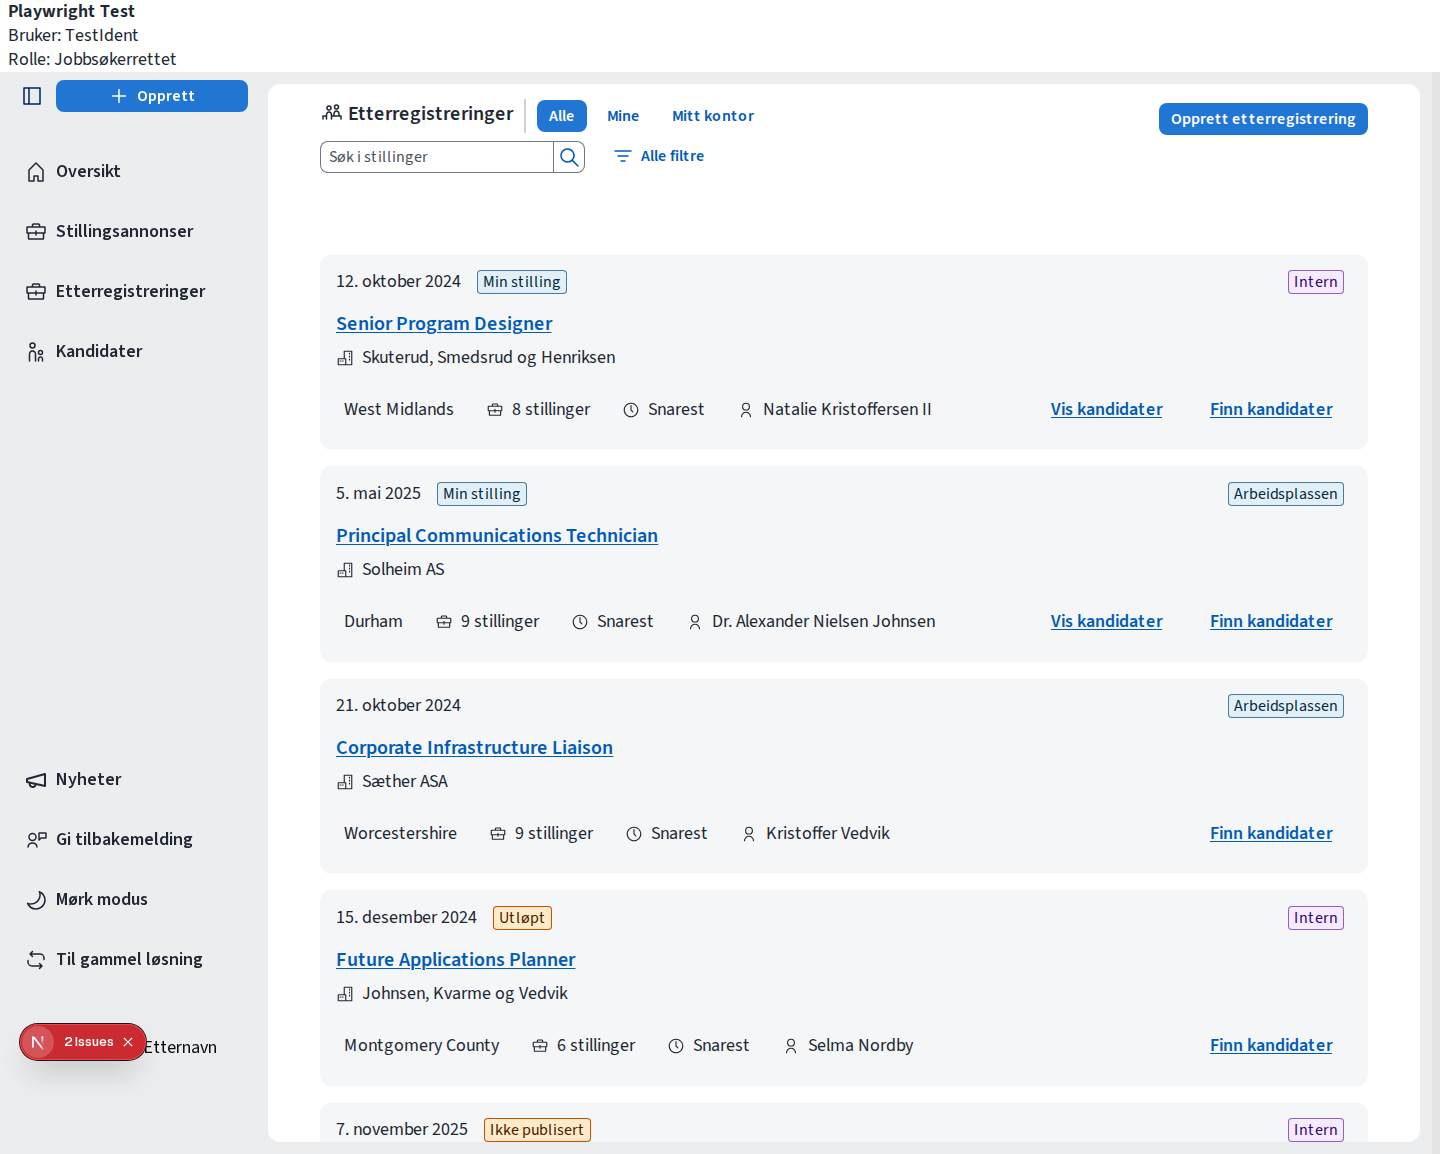 Playwright Test
Bruker: TestIdent
Rolle: Jobbsøkerrettet
Opprett
Oversikt
Stillingsannonser
Etterregistreringer
Kandidater
Nyheter
Gi tilbakemelding
Mørk modus
Til gammel løsning
2 Issues
Etternavn
Etterregistreringer
Alle
Mine
Mitt kontor
Opprett etterregistrering
Søk i stillinger
Alle filtre
12. oktober 2024
Min stilling
Intern
Senior Program Designer
Skuterud, Smedsrud og Henriksen
West Midlands
8 stillinger
Snarest
Natalie Kristoffersen II
Vis kandidater
Finn kandidater
5. mai 2025
Min stilling
Arbeidsplassen
Principal Communications Technician
Solheim AS
Durham
9 stillinger
Snarest
Dr. Alexander Nielsen Johnsen
Vis kandidater
Finn kandidater
21. oktober 2024
Arbeidsplassen
Corporate Infrastructure Liaison
Sæther ASA
Worcestershire
9 stillinger
Snarest
Kristoffer Vedvik
Finn kandidater
15. desember 2024
Utløpt
Intern
Future Applications Planner
Johnsen, Kvarme og Vedvik
Montgomery County
6 stillinger
Snarest
Selma Nordby
Finn kandidater
7. november 2025
Ikke publisert
Intern